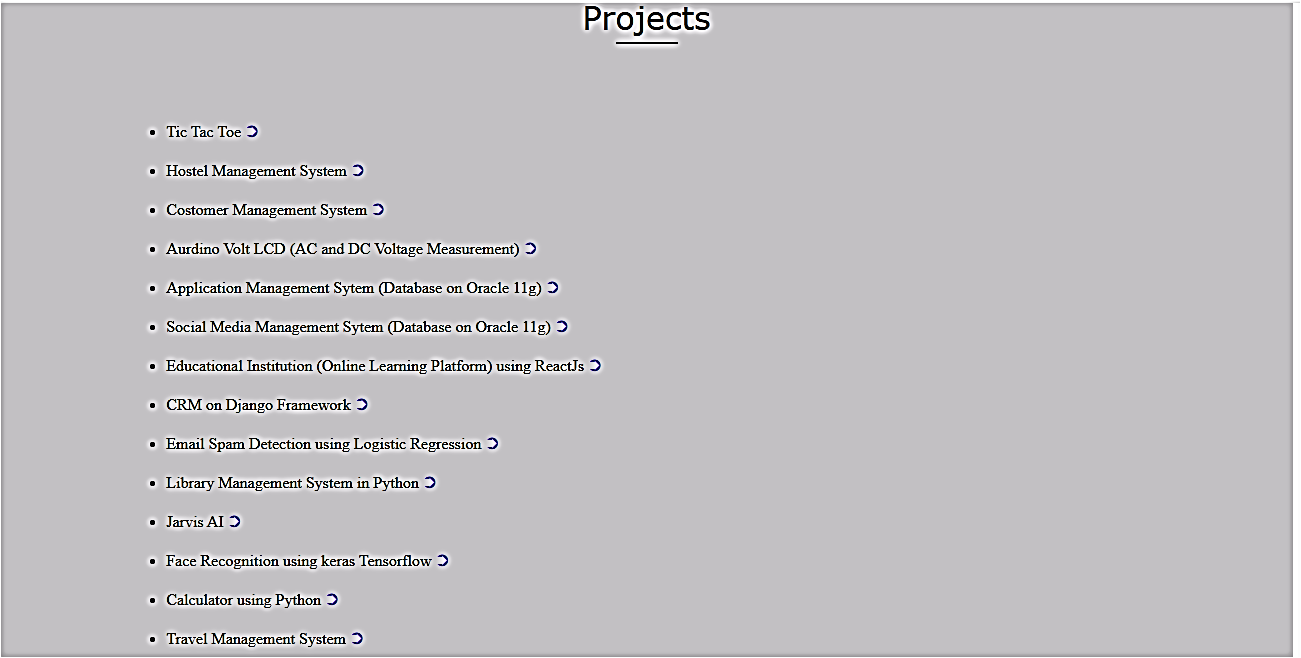 Projects
Tic Tac Toe
Hostel Management System
Costomer Management System
Aurdino Volt LCD (AC and DC Voltage Measurement)
Application Management Sytem (Database on Oracle 11g)
Social Media Management Sytem (Database on Oracle 11g)
Educational Institution (Online Learning Platform) using ReactJs
CRM on Django Framework
Email Spam Detection using Logistic Regression
Library Management System in Python
Jarvis AI
Face Recognition using keras Tensorflow
Calculator using Python
Travel Management System